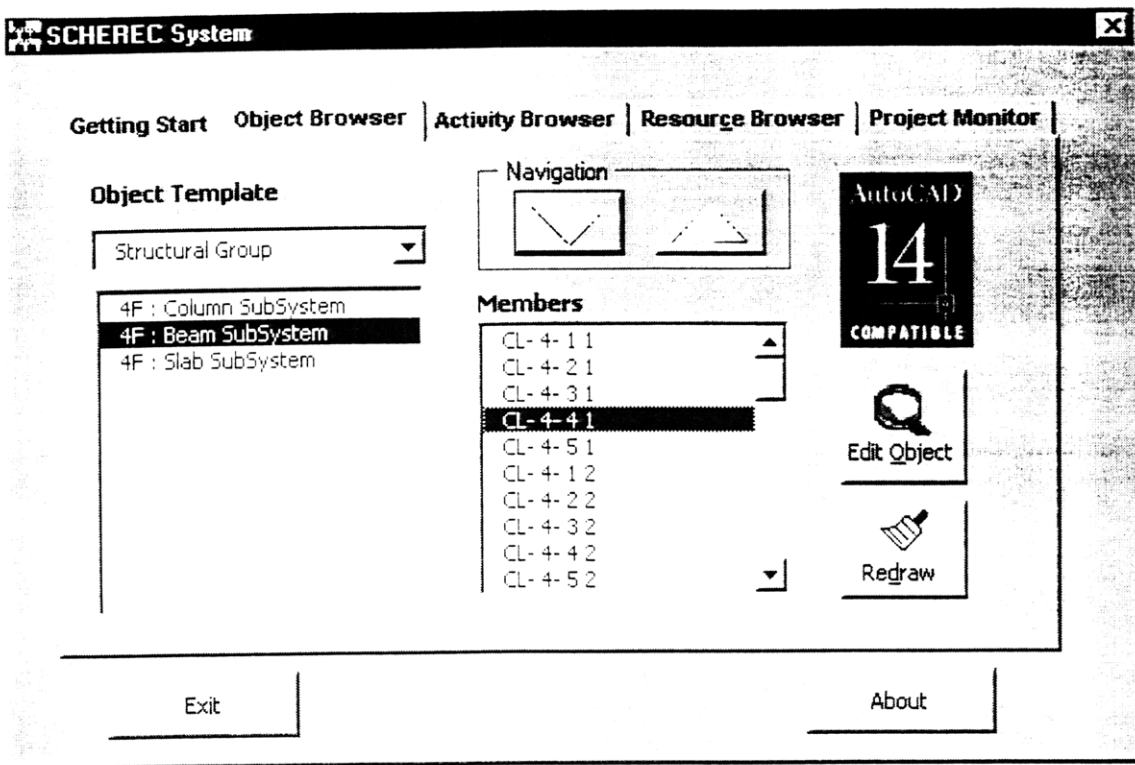 SCHEREC System
Getting Start
Object Browser
Activity Browser
Resource Browser
Project Monitor
Object Template
Structural Group
4F : Column SubSystem
4F : Beam SubSystem
4F : Slab SubSystem
Navigation
Members
CL- 4- 1 1
CL- 4- 2 1
CL- 4- 3 1
CL- 4- 4 1
CL- 4- 5 1
CL- 4- 1 2
CL- 4- 2 2
CL- 4- 3 2
CL- 4- 4 2
CL- 4- 5 2
AutoCAD
14
COMPATIBLE
Edit Object
Redraw
Exit
About